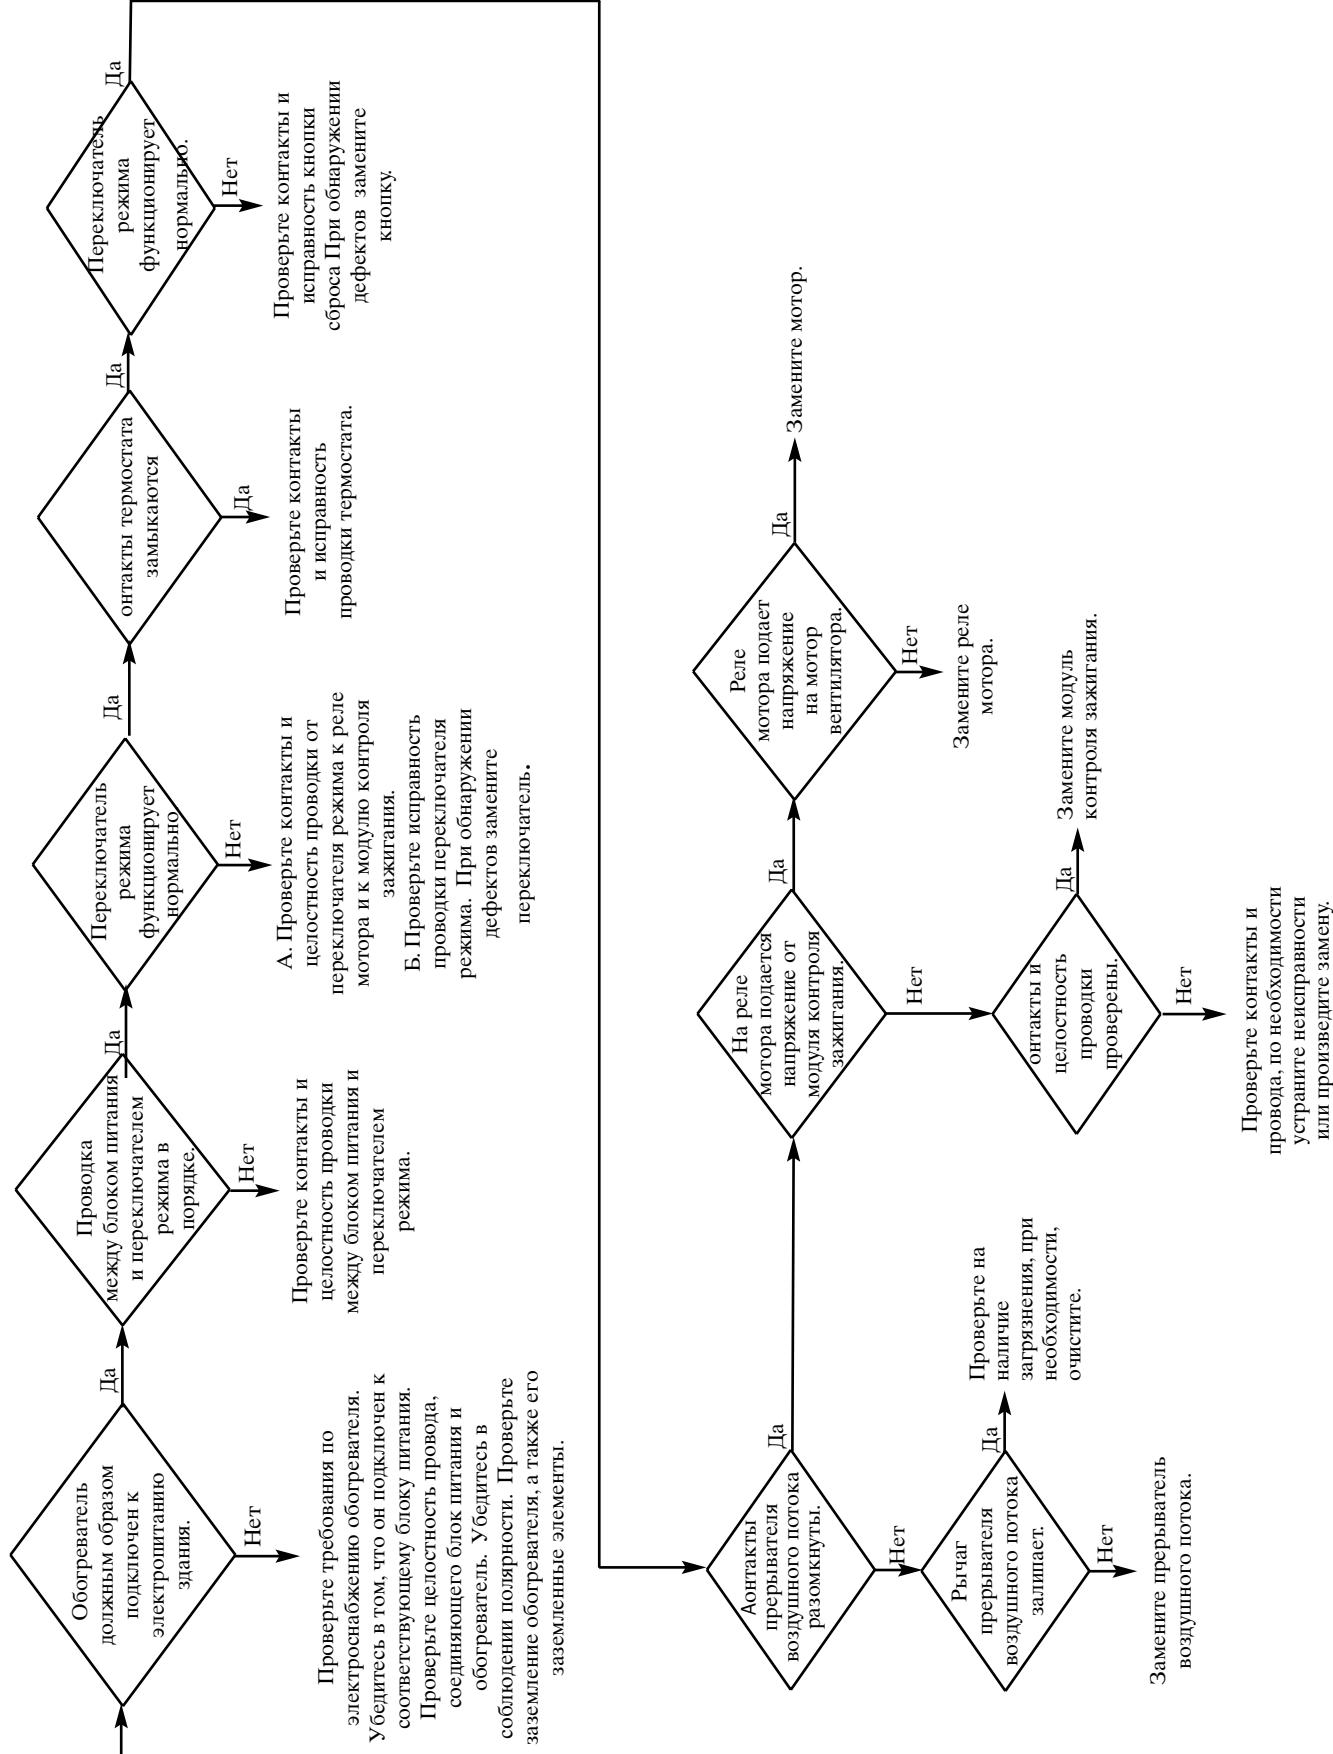 Обогреватель
должным образом
подключен к
электропитанию
здания.
Да
Нет
Проверьте требования по
электроснабжению обогревателя.
Убедитесь в том, что он подключен к
соответствующему блоку питания.
Проверьте целостность провода,
соединяющего блок питания и
обогреватель. Убедитесь в
соблюдении полярности. Проверьте
заземление обогревателя, а также его
заземленные элементы.
Проводка
между блоком питания
и переключателем
режима в
порядке.
Да
Нет
Проверьте контакты и
целостность проводки
между блоком питания и
переключателем
режима.
Переключатель
режима
функционирует
нормально
Да
Нет
А. Проверьте контакты и
целостность проводки от
переключателя режима к реле
мотора и к модулю контроля
зажигания.
Б. Проверьте исправность
проводки переключателя
режима. При обнаружении
дефектов замените
переключатель.
онтакты термостата
замыкаются
Да
Да
Проверьте контакты
и исправность
проводки термостата.
Переключатель
режима
функционирует
нормально.
Да
Нет
Проверьте контакты и
исправность кнопки
сброса При обнаружении
дефектов замените
кнопку.
Аонтакты
прерывателя
воздушного потока
разомкнуты.
Да
Нет
Рычаг
прерывателя
воздушного потока
залипает.
Да
Проверьте на
наличие
загрязнения, при
необходимости,
очистите.
Нет
Замените прерыватель
воздушного потока.
На реле
мотора подается
напряжение от
модуля контроля
зажигания.
Да
Нет
онтакты и
целостность
проводки
проверены.
Да
Замените модуль
контроля зажигания.
Нет
Проверьте контакты и
провода, по необходимости
устраните неисправности
или произведите замену.
Реле
мотора подает
напряжение
на мотор
вентилятора.
Да
Замените мотор.
Нет
Замените реле
мотора.